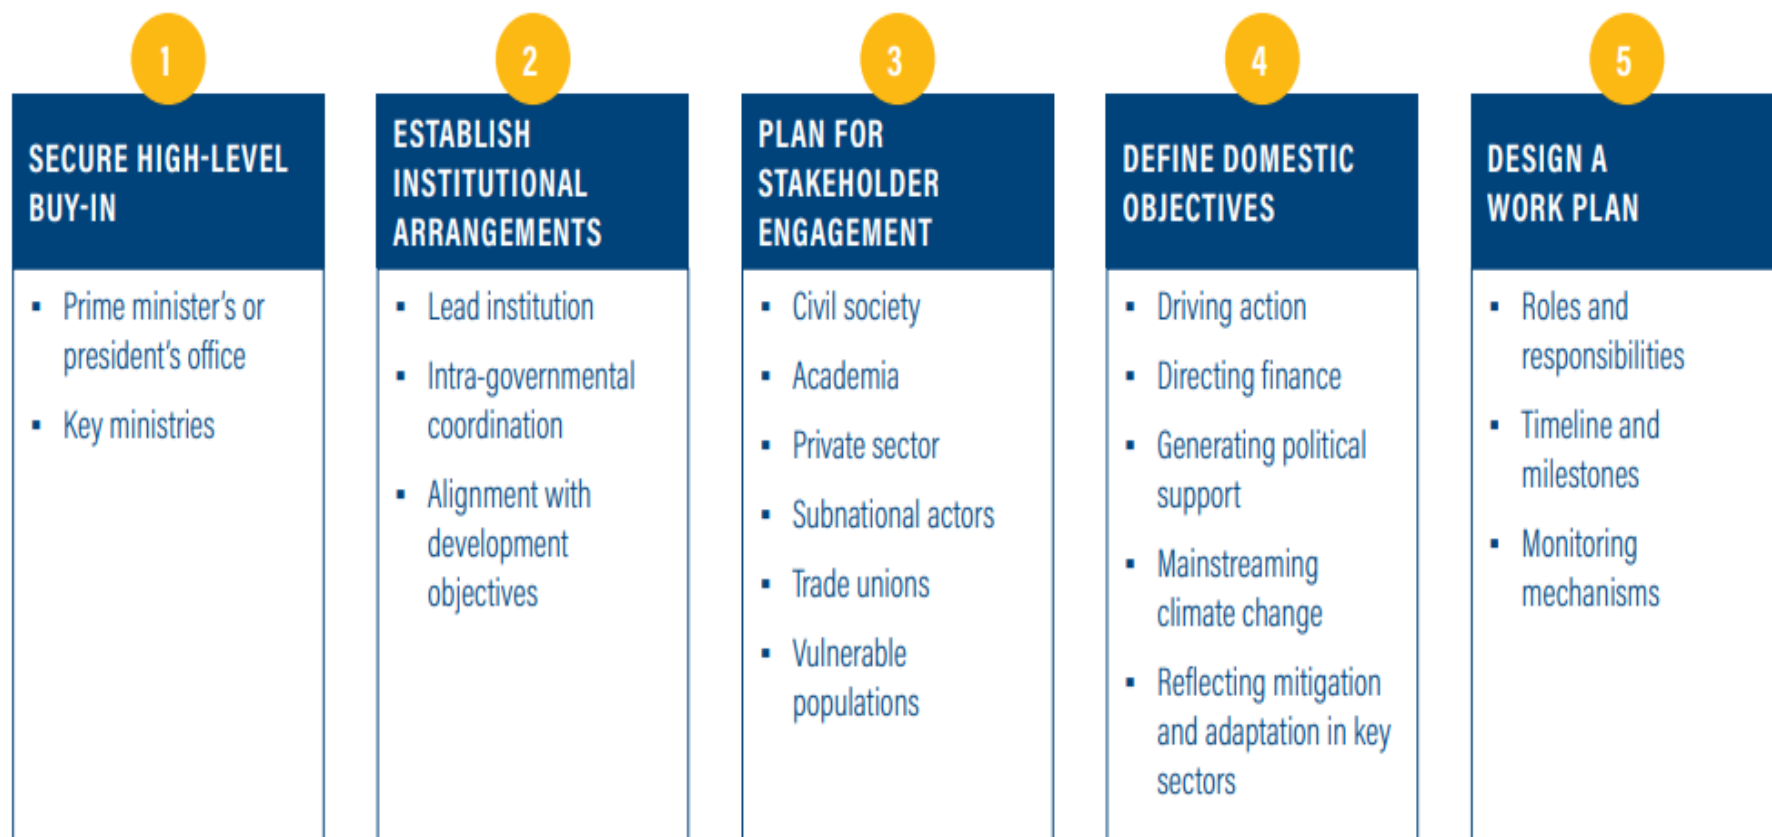 1
SECURE HIGH-LEVEL
BUY-IN
▪ Prime minister's or
president's office
▪ Key ministries
2
ESTABLISH
INSTITUTIONAL
ARRANGEMENTS
▪ Lead institution
▪ Intra-governmental
coordination
▪ Alignment with
development
objectives
3
PLAN FOR
STAKEHOLDER
ENGAGEMENT
▪ Civil society
▪ Academia
▪ Private sector
▪ Subnational actors
▪ Trade unions
▪ Vulnerable
populations
4
DEFINE DOMESTIC
OBJECTIVES
▪ Driving action
▪ Directing finance
▪ Generating political
support
▪ Mainstreaming
climate change
▪ Reflecting mitigation
and adaptation in key
sectors
5
DESIGN A
WORK PLAN
▪ Roles and
responsibilities
▪ Timeline and
milestones
▪ Monitoring
mechanisms